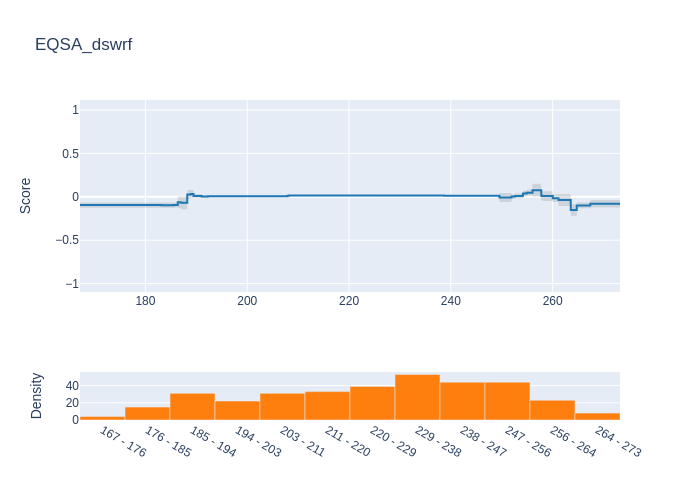 EQSA_dswrf
1
0.5
0
−0.5
−1
Score
180
200
220
240
260
40
20
0
Density
167 - 176
176 - 185
185 - 194
194 - 203
203 - 211
211 - 220
220 - 229
229 - 238
238 - 247
247 - 256
256 - 264
264 - 273